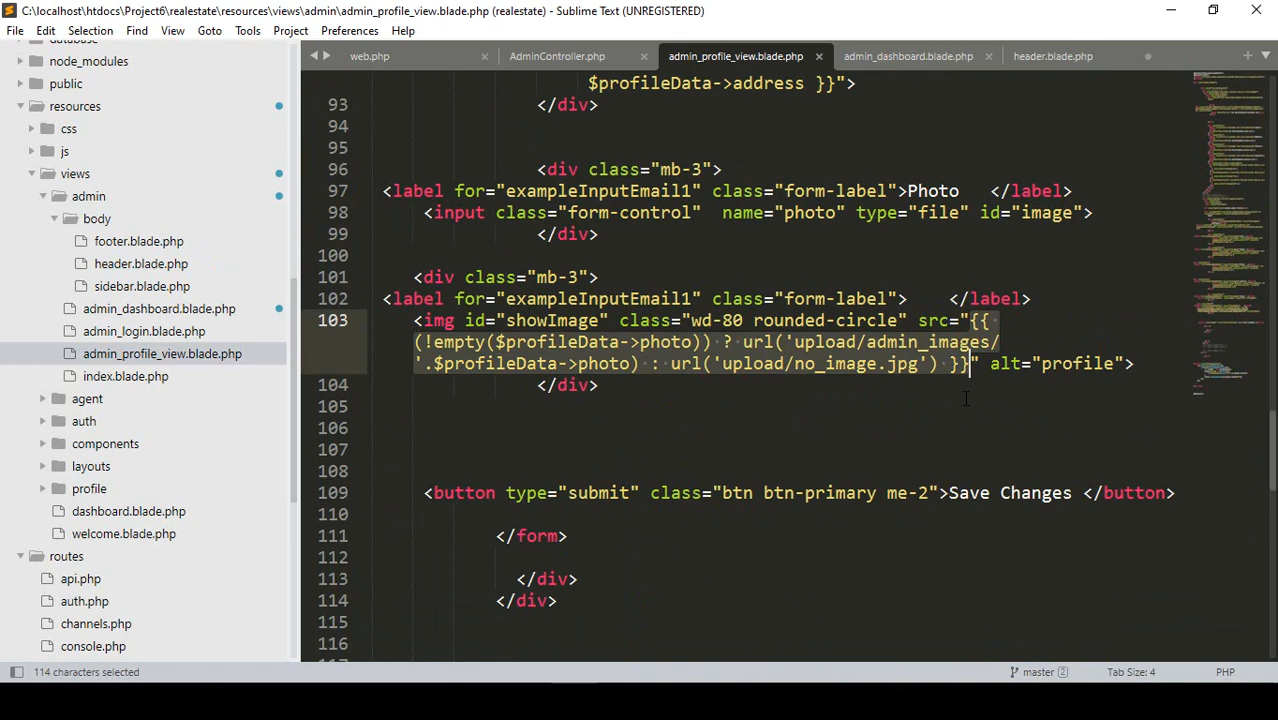 C:\localhost\htdocs\Project6\realestate\resources\views\admin\admin_profile_view.blade.php (realestate) - Sublime Text (UNREGISTERED)
File Edit Selection Find View Goto Tools Project Preferences Help
web.php AdminController.php admin_profile_view.blade.php admin_dashboard.blade.php header.blade.php
node_modules
public
resources
css
js
views
admin
body
footer.blade.php
header.blade.php
sidebar.blade.php
admin_dashboard.blade.php
admin_login.blade.php
admin_profile_view.blade.php
index.blade.php
agent
auth
components
layouts
profile
dashboard.blade.php
welcome.blade.php
routes
api.php
auth.php
channels.php
console.php
$profileData->address }}">
93 </div>
94
95
96 <div class="mb-3">
97 <label for="exampleInputEmail1" class="form-label">Photo </label>
98 <input class="form-control" name="photo" type="file" id="image">
99 </div>
100
101 <div class="mb-3">
102 <label for="exampleInputEmail1" class="form-label"> </label>
103 <img id="showImage" class="wd-80 rounded-circle" src="{{
(!empty($profileData->photo)) ? url('upload/admin_images/
'.$profileData->photo) : url('upload/no_image.jpg') }}" alt="profile">
104 </div>
105
106
107
108
109 <button type="submit" class="btn btn-primary me-2">Save Changes </button>
110
111 </form>
112
113 </div>
114 </div>
115
116
114 characters selected master 2 Tab Size: 4 PHP